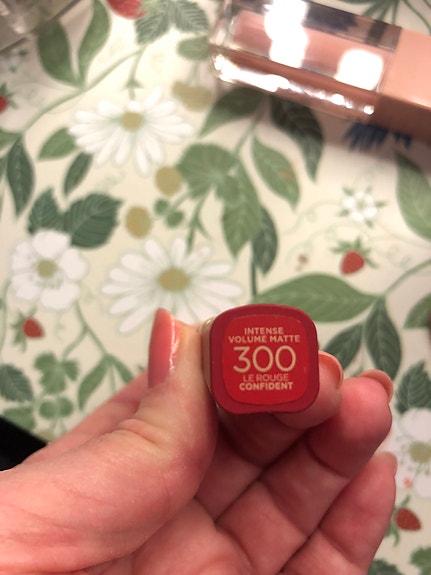 INTENSE
VOLUME MATTE
300
LE ROUGE
CONFIDENT